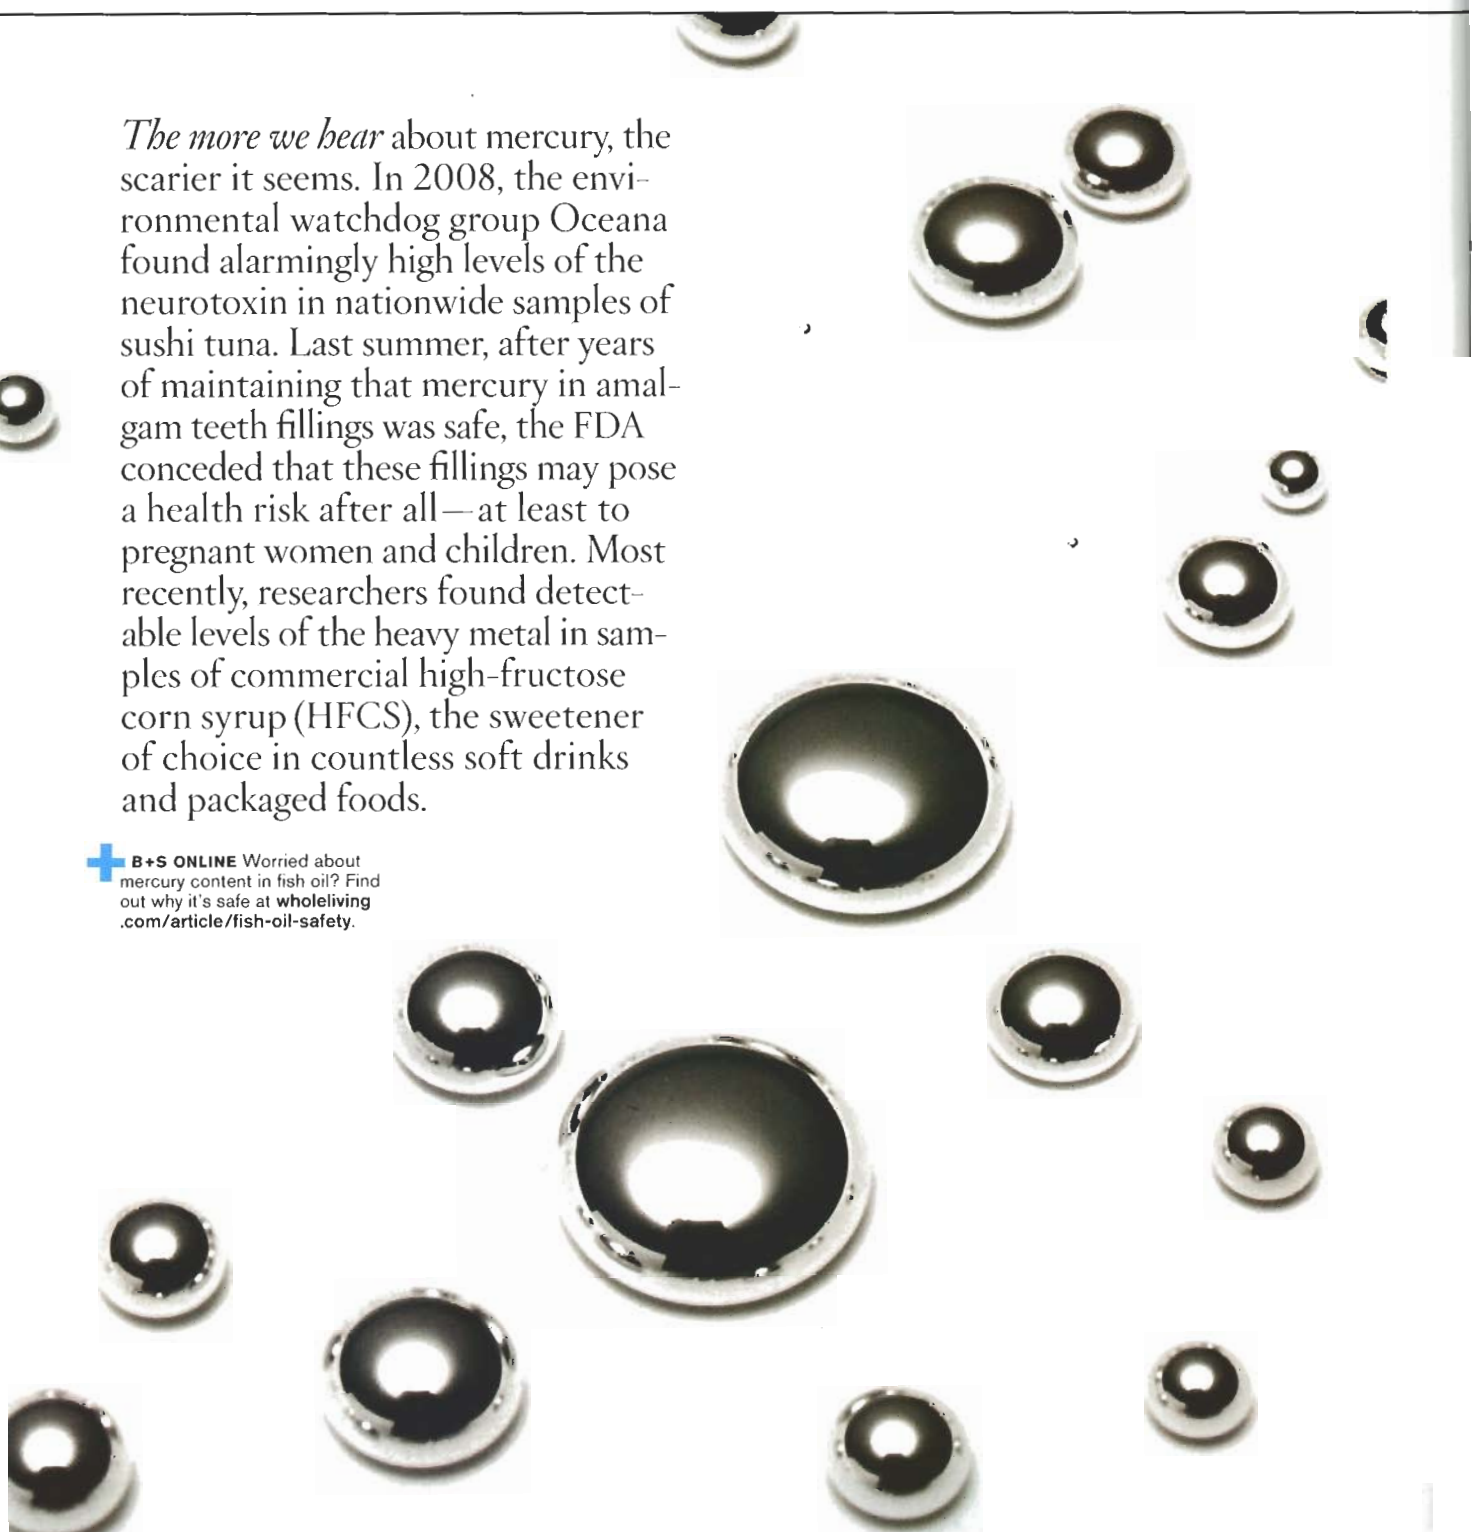 The more we hear about mercury, the
scarier it seems. In 2008, the envi-
ronmental watchdog group Oceana
found alarmingly high levels of the
neurotoxin in nationwide samples of
sushi tuna. Last summer, after years
of maintaining that mercury in amal-
gam teeth fillings was safe, the FDA
conceded that these fillings may pose
a health risk after all—at least to
pregnant women and children. Most
recently, researchers found detect-
able levels of the heavy metal in sam-
ples of commercial high-fructose
corn syrup (HFCS), the sweetener
of choice in countless soft drinks
and packaged foods.
B+S ONLINE Worried about
mercury content in fish oil? Find
out why it's safe at wholeliving
.com/article/fish-oil-safety.